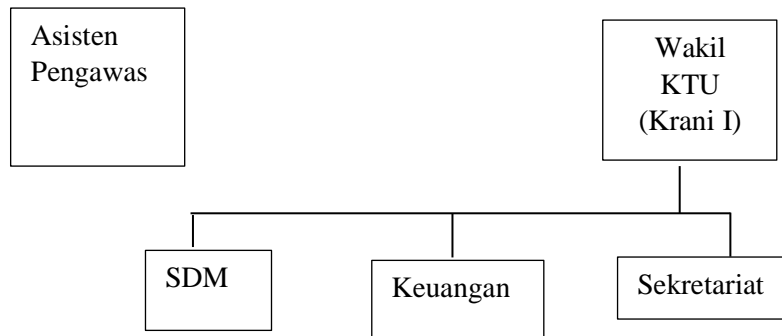 Asisten
Pengawas
Wakil
KTU
(Krani I)
SDM
Keuangan
Sekretariat